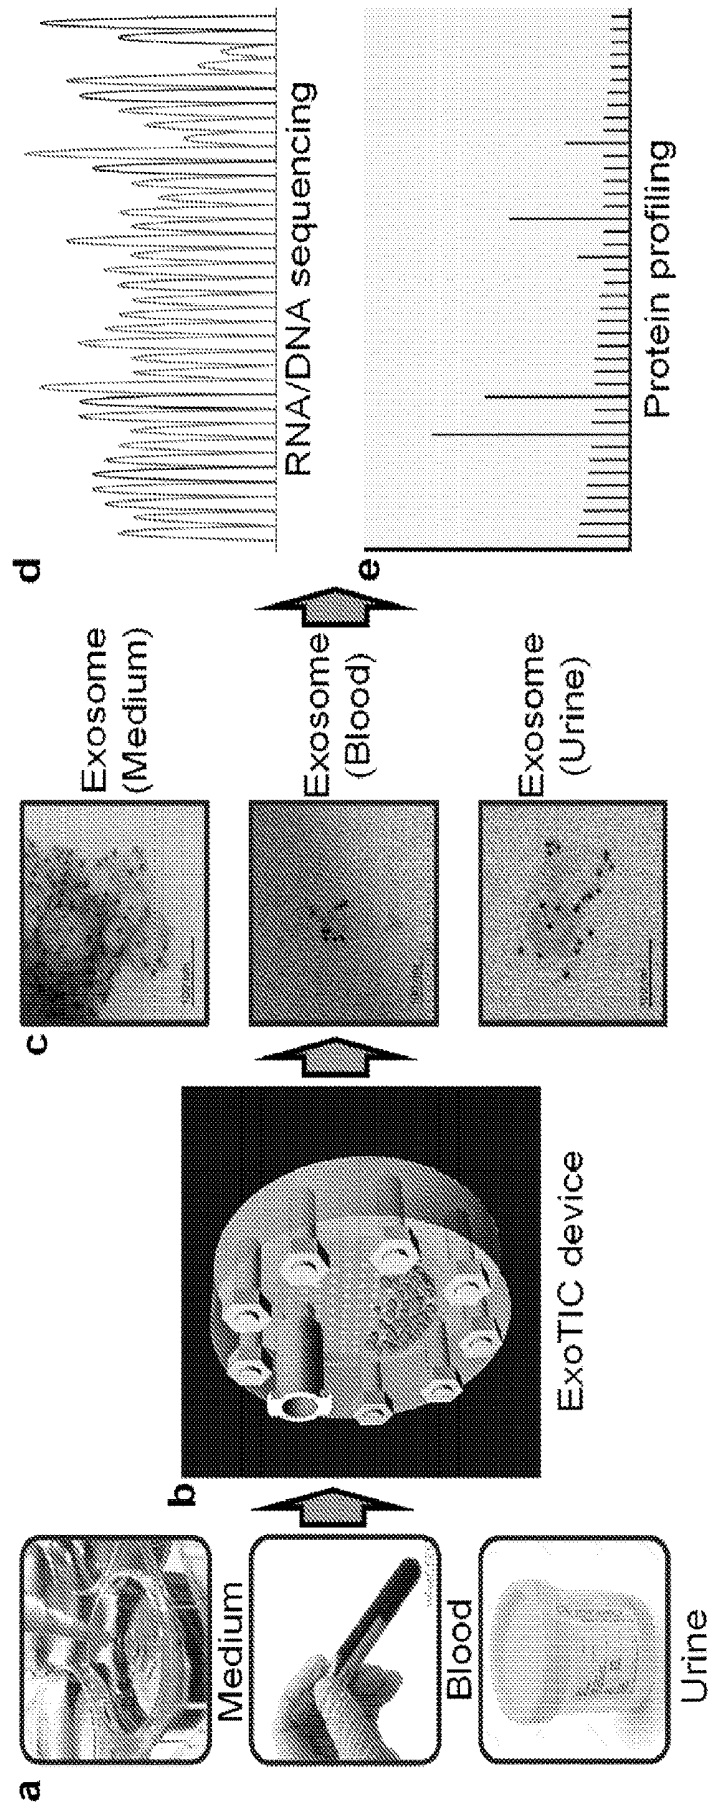 a
Medium
Blood
Urine
b
ExoTIC device
c
Exosome
(Medium)
Exosome
(Blood)
Exosome
(Urine)
d
RNA/DNA sequencing
e
Protein profiling